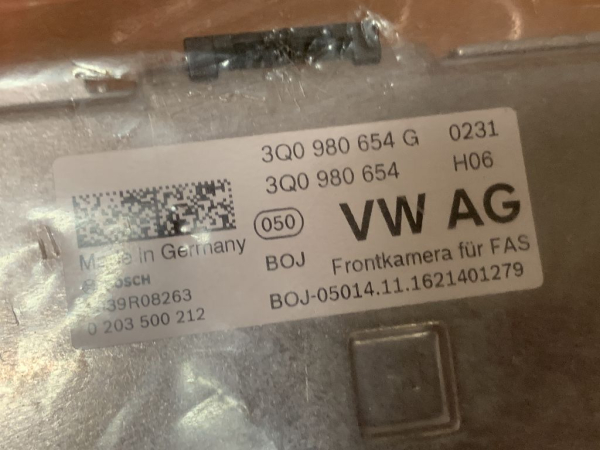 3Q0 980 654 G 0231
3Q0 980 654 H06
050 VW AG
Made in Germany
BOSCH BOJ Frontkamera für FAS
39R08263 BOJ-05014.11.1621401279
0 203 500 212